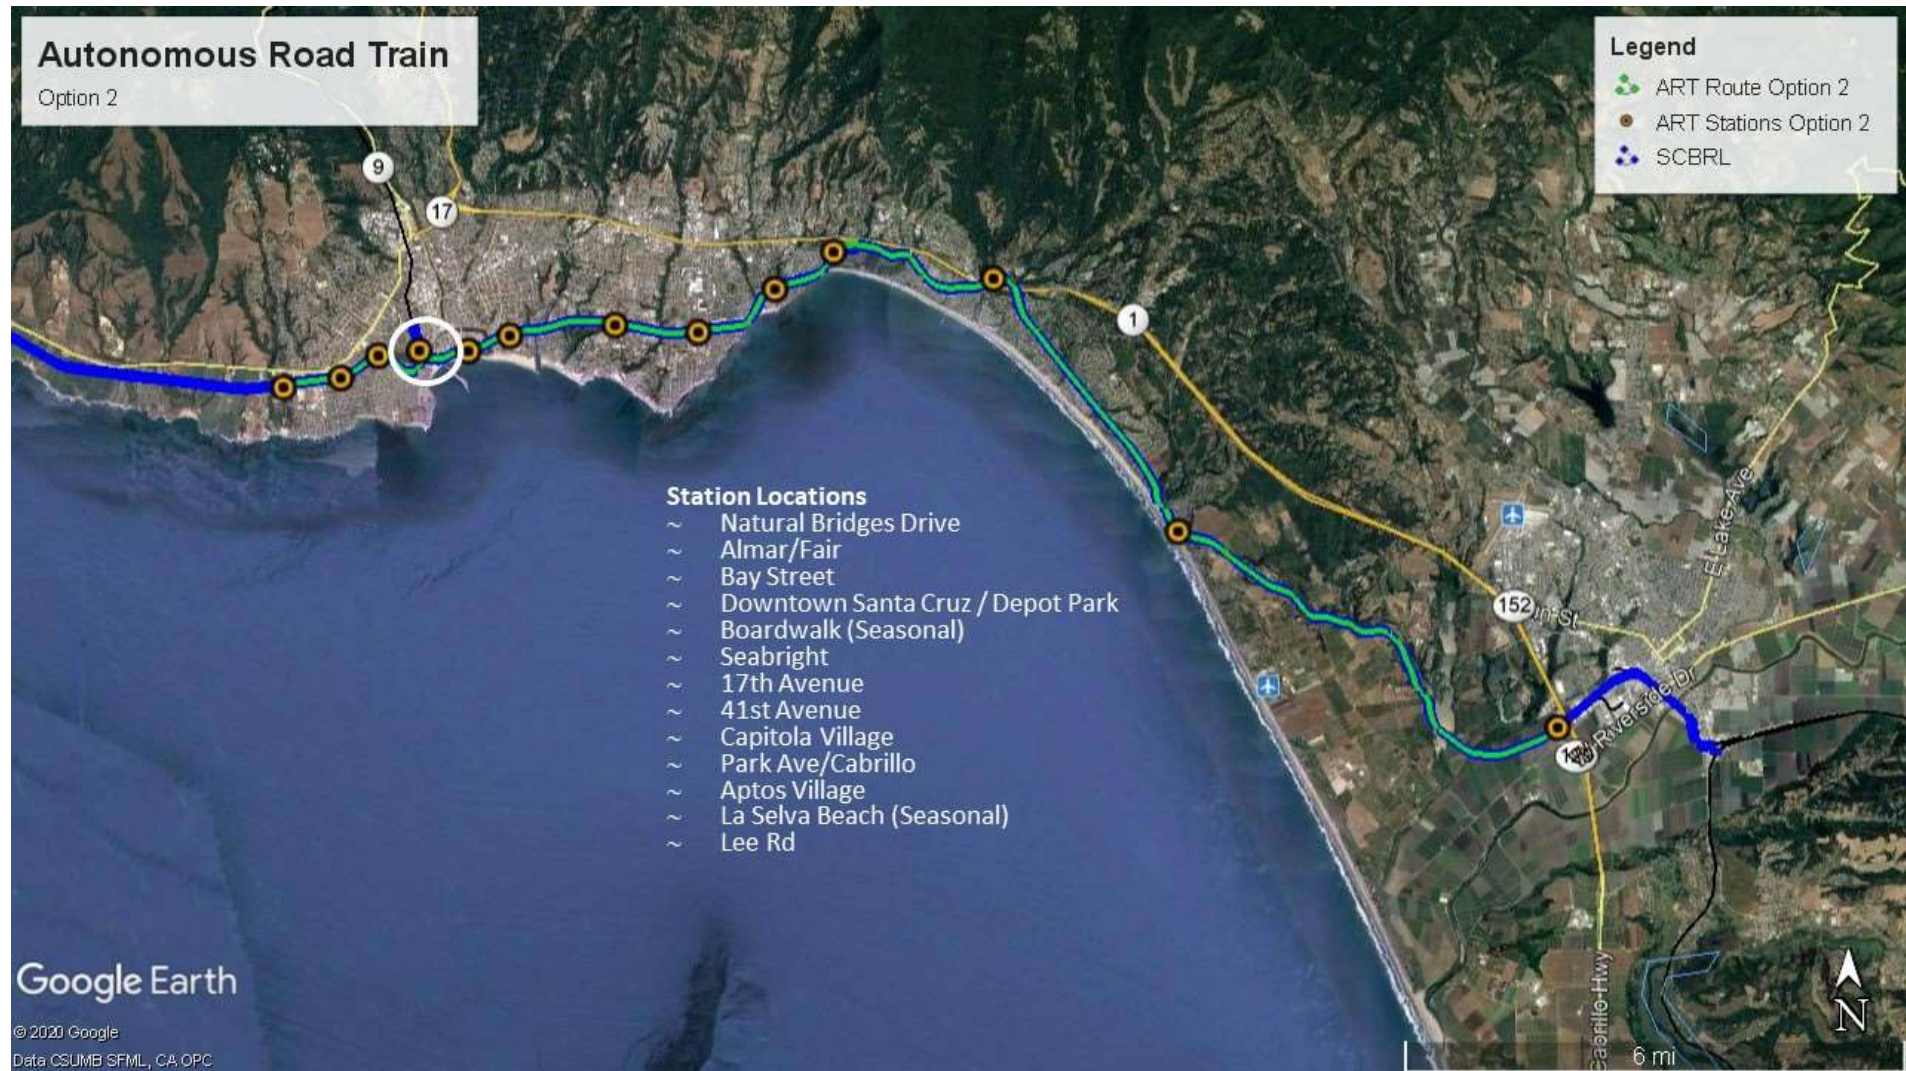 Autonomous Road Train
Option 2
Legend
ART Route Option 2
ART Stations Option 2
SCBRL
9
17
1
152
E Lake Ave
Riverside Dr
Station Locations
~ Natural Bridges Drive
~ Almar/Fair
~ Bay Street
~ Downtown Santa Cruz / Depot Park
~ Boardwalk (Seasonal)
~ Seabright
~ 17th Avenue
~ 41st Avenue
~ Capitola Village
~ Park Ave/Cabrillo
~ Aptos Village
~ La Selva Beach (Seasonal)
~ Lee Rd
Cabrillo Hwy
N
6 mi
Google Earth
© 2020 Google
Data CSUMB SFML, CA OPC